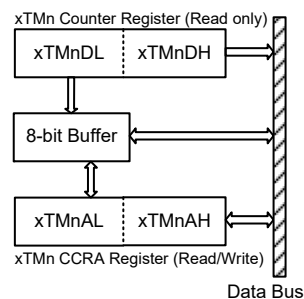 xTMn Counter Register (Read only)
xTMnDL xTMnDH
8-bit Buffer
xTMnAL xTMnAH
xTMn CCRA Register (Read/Write)
Data Bus